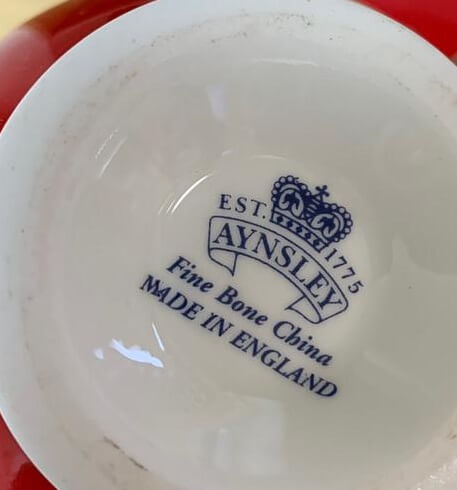 EST. 1775
AYNSLEY
Fine Bone China
MADE IN ENGLAND